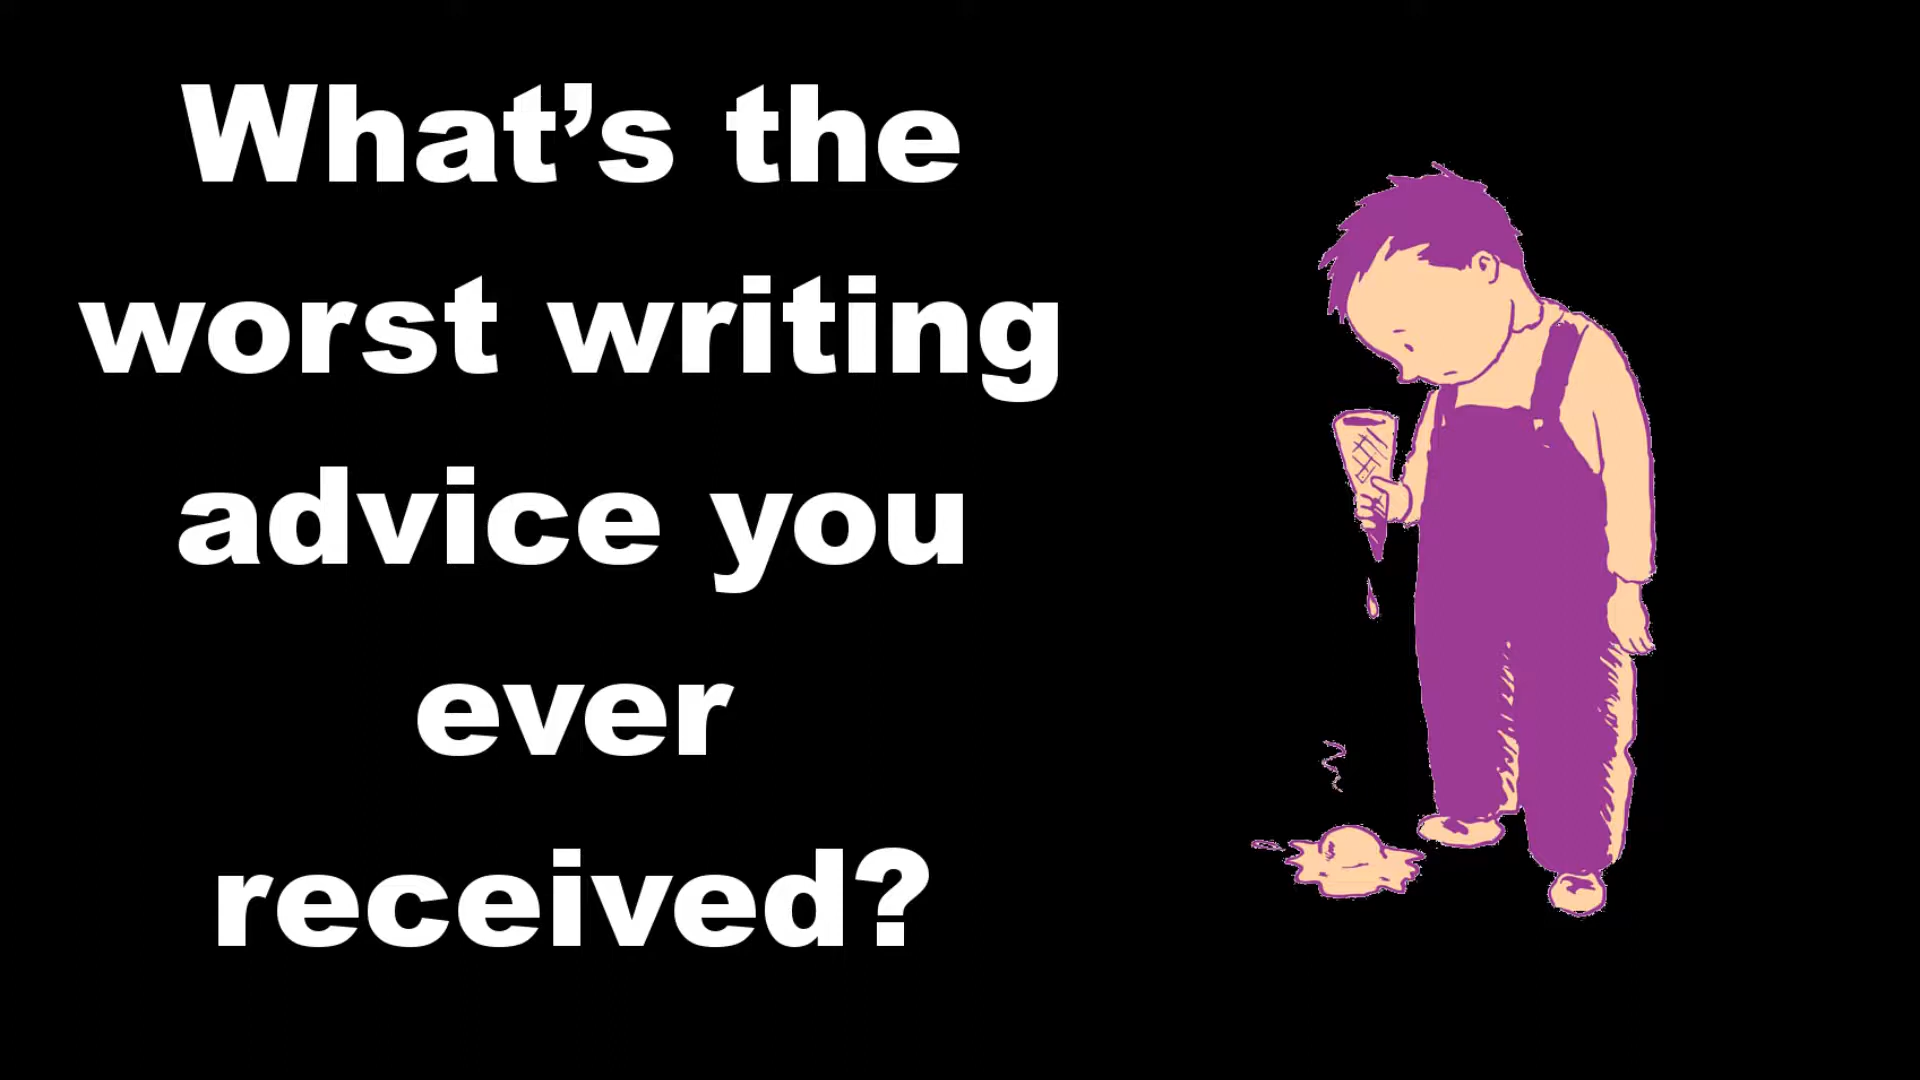 What’s the
worst writing
advice you
ever
received?